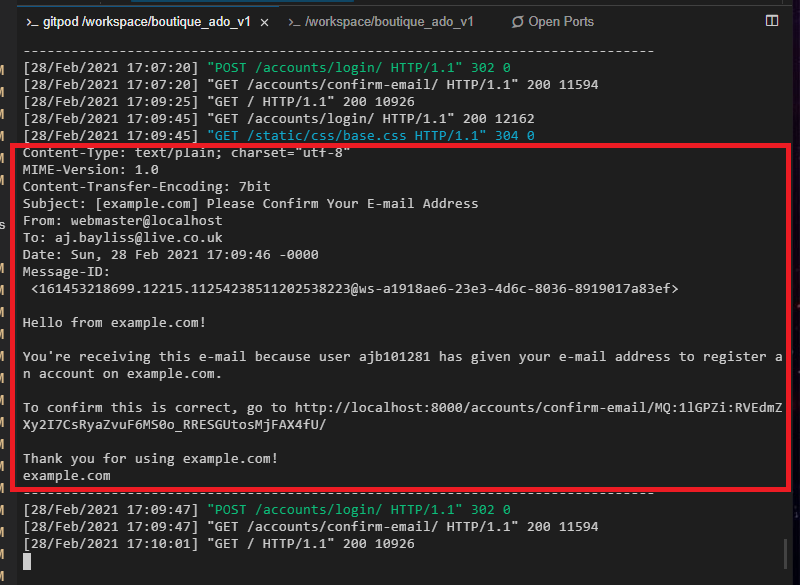 >_ gitpod /workspace/boutique_ado_v1 ×
>_ /workspace/boutique_ado_v1
Open Ports
-------------------------------------------------------------------------------
[28/Feb/2021 17:07:20] "POST /accounts/login/ HTTP/1.1" 302 0
[28/Feb/2021 17:07:20] "GET /accounts/confirm-email/ HTTP/1.1" 200 11594
[28/Feb/2021 17:09:25] "GET / HTTP/1.1" 200 10926
[28/Feb/2021 17:09:45] "GET /accounts/login/ HTTP/1.1" 200 12162
[28/Feb/2021 17:09:45] "GET /static/css/base.css HTTP/1.1" 304 0
Content-Type: text/plain; charset="utf-8"
MIME-Version: 1.0
Content-Transfer-Encoding: 7bit
Subject: [example.com] Please Confirm Your E-mail Address
From: webmaster@localhost
To: aj.bayliss@live.co.uk
Date: Sun, 28 Feb 2021 17:09:46 -0000
Message-ID:
<161453218699.12215.11254238511202538223@ws-a1918ae6-23e3-4d6c-8036-8919017a83ef>
Hello from example.com!
You're receiving this e-mail because user ajb101281 has given your e-mail address to register a
n account on example.com.
To confirm this is correct, go to http://localhost:8000/accounts/confirm-email/MQ:1lGPZi:RVEdmZ
Xy2I7CsRyaZvuF6MS0o_RRESGUtosMjFAX4fU/
Thank you for using example.com!
example.com
-------------------------------------------------------------------------------
[28/Feb/2021 17:09:47] "POST /accounts/login/ HTTP/1.1" 302 0
[28/Feb/2021 17:09:47] "GET /accounts/confirm-email/ HTTP/1.1" 200 11594
[28/Feb/2021 17:10:01] "GET / HTTP/1.1" 200 10926